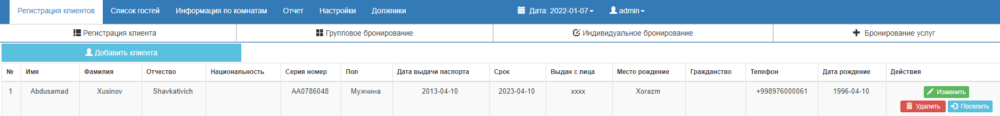 Регистрация клиентов Список гостей Информация по комнатам Отчет Настройки Должники Дата: 2022-01-07 admin
Регистрация клиента Групповое бронирование Индивидуальное бронирование Бронирование услуг
Добавить клиента
№ Имя Фамилия Отчество Национальность Серия номер Пол Дата выдачи паспорта Срок Выдан с лица Место рождение Гражданство Телефон Дата рождение Действия
1 Abdusamad Xusinov Shavkativich AA0786048 Мужчина 2013-04-10 2023-04-10 xxxx Xorazm +998976000061 1996-04-10 Изменить
Удалить Поселить